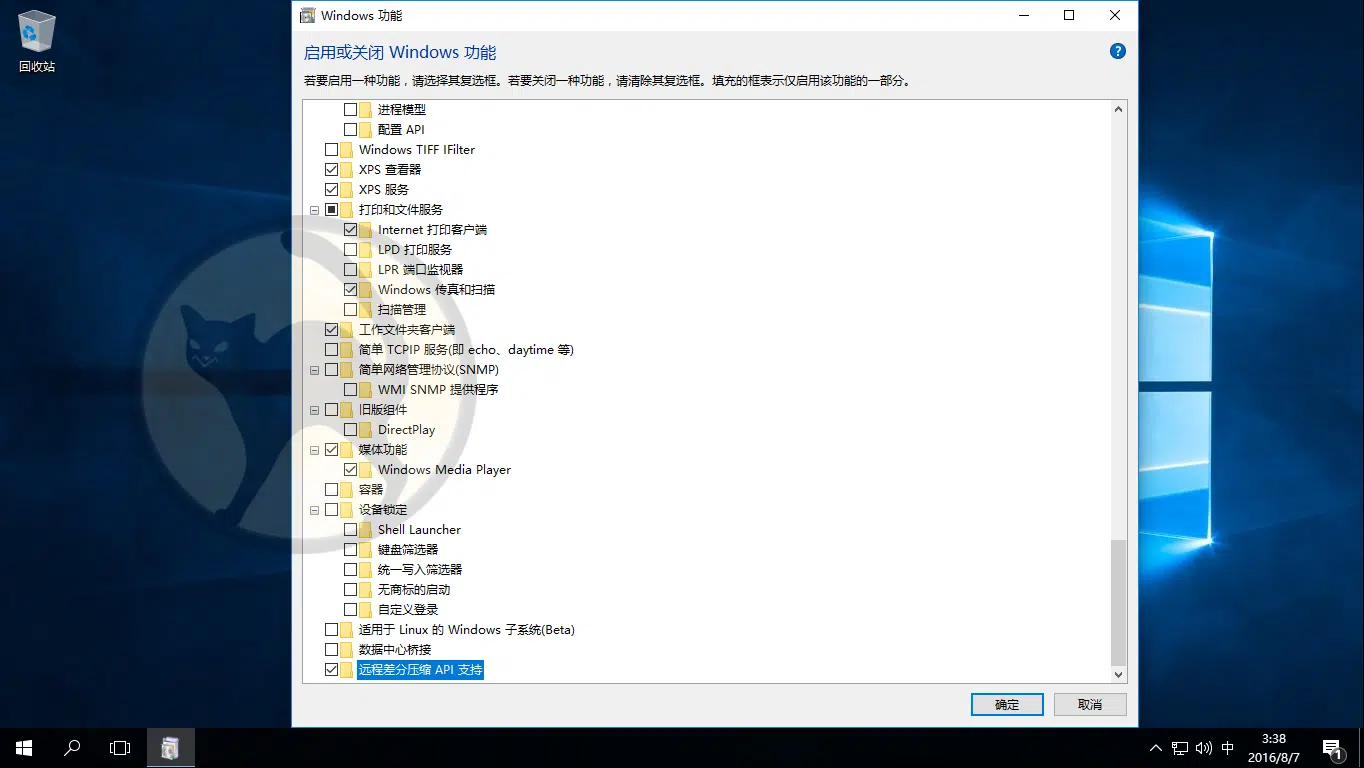 回收站
Windows 功能
启用或关闭 Windows 功能
若要启用一种功能，请选择其复选框。若要关闭一种功能，请清除其复选框。填充的框表示仅启用该功能的一部分。
进程模型
配置 API
Windows TIFF IFilter
XPS 查看器
XPS 服务
打印和文件服务
Internet 打印客户端
LPD 打印服务
LPR 端口监视器
Windows 传真和扫描
扫描管理
工作文件夹客户端
简单 TCPIP 服务(即 echo、daytime 等)
简单网络管理协议(SNMP)
WMI SNMP 提供程序
旧版组件
DirectPlay
媒体功能
Windows Media Player
容器
设备锁定
Shell Launcher
键盘筛选器
统一写入筛选器
无商标的启动
自定义登录
适用于 Linux 的 Windows 子系统(Beta)
数据中心桥接
远程差分压缩 API 支持
确定
取消
中
3:38
2016/8/7
1